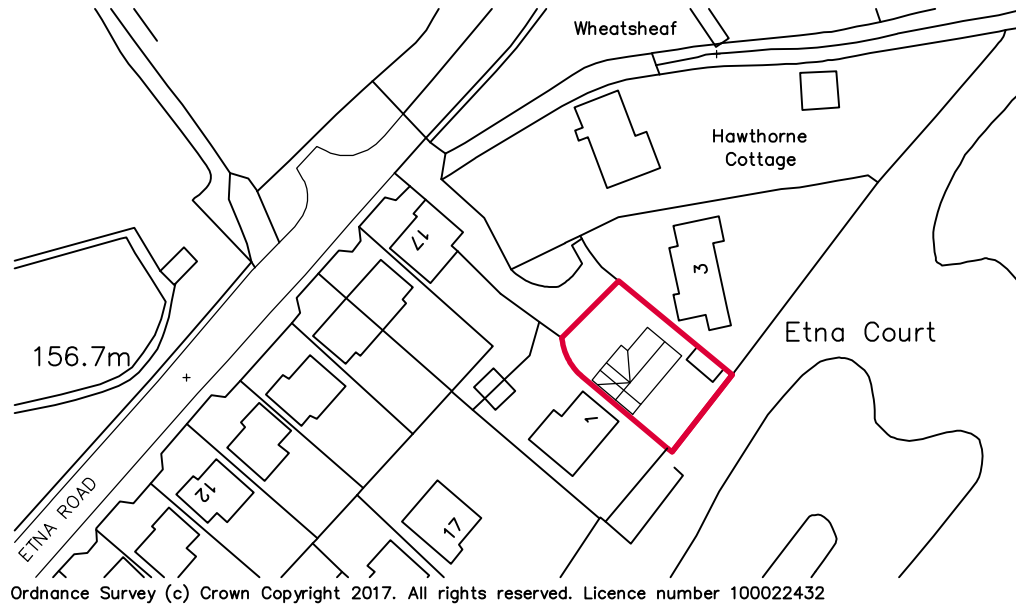 Wheatsheaf
Hawthorne
Cottage
17
3
Etna Court
156.7m
7
12
17
ETNA ROAD
Ordnance Survey (c) Crown Copyright 2017. All rights reserved. Licence number 100022432